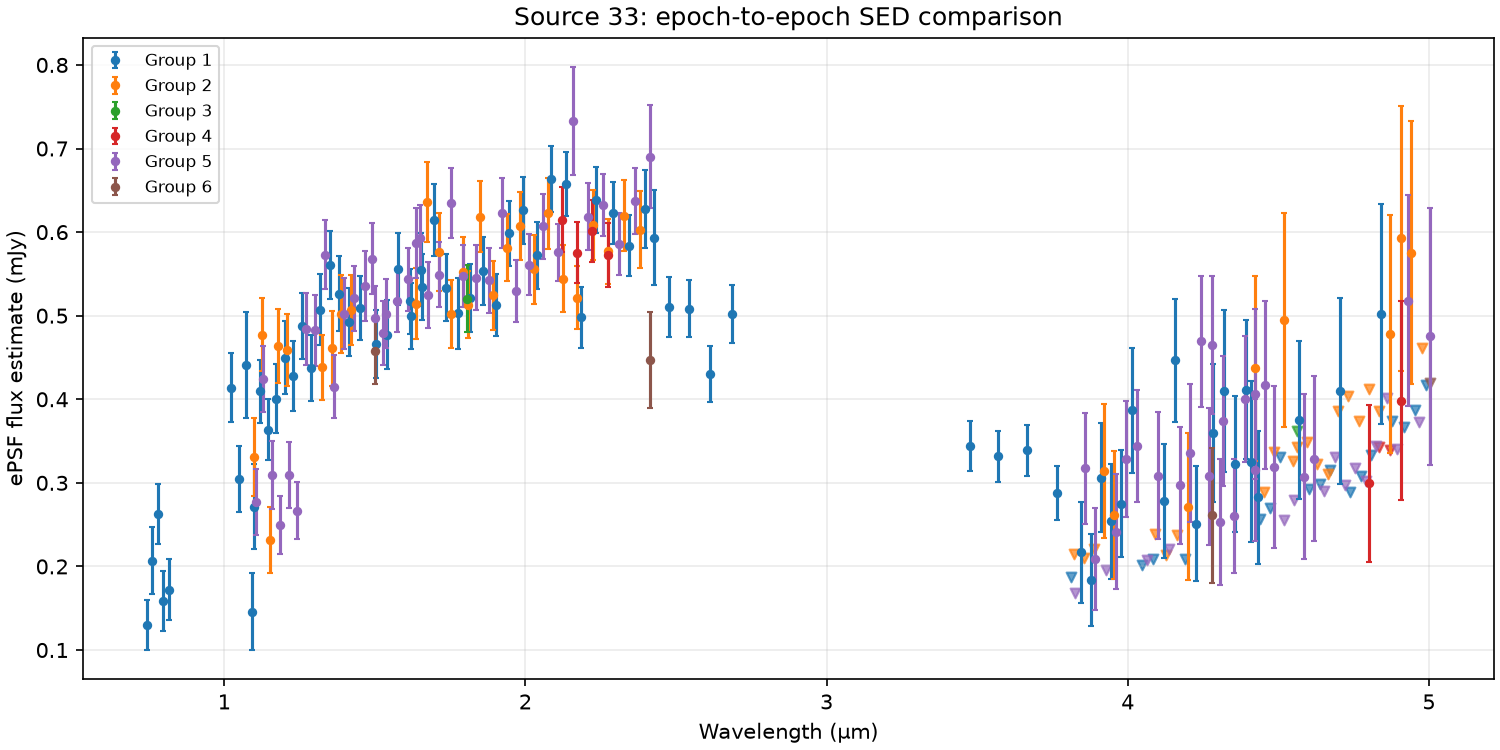 Source 33: epoch-to-epoch SED comparison
Group 1
Group 2
Group 3
Group 4
Group 5
Group 6
ePSF flux estimate (mJy)
0.8
0.7
0.6
0.5
0.4
0.3
0.2
0.1
1 2 3 4 5
Wavelength (μm)